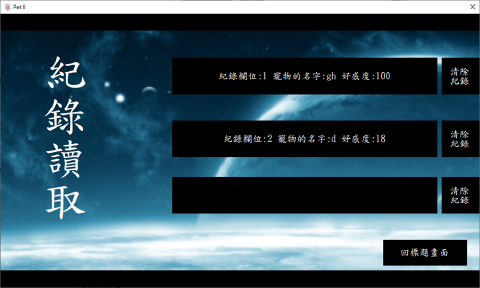 Pet II
紀錄讀取
紀錄欄位:1 寵物的名字:gh 好感度:100
清除
紀錄
紀錄欄位:2 寵物的名字:d 好感度:18
清除
紀錄
清除
紀錄
回標題畫面